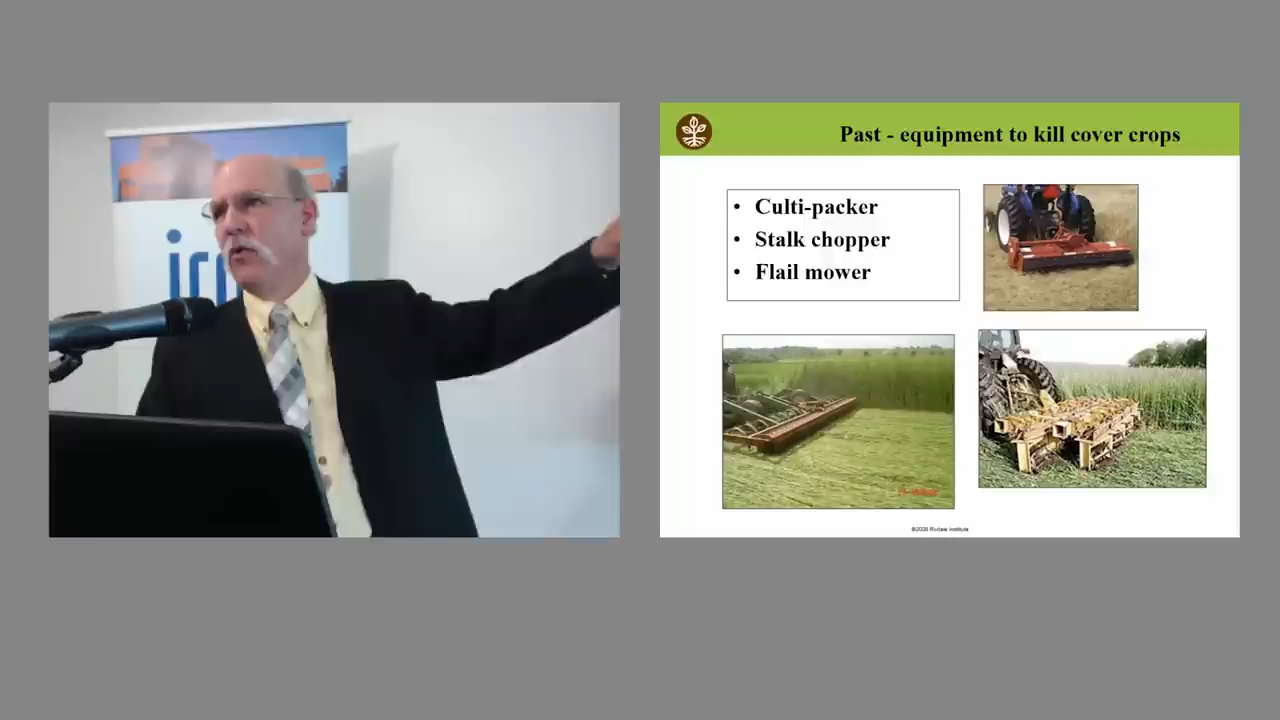 Past - equipment to kill cover crops
• Culti-packer
• Stalk chopper
• Flail mower
©2008 Rodale Institute